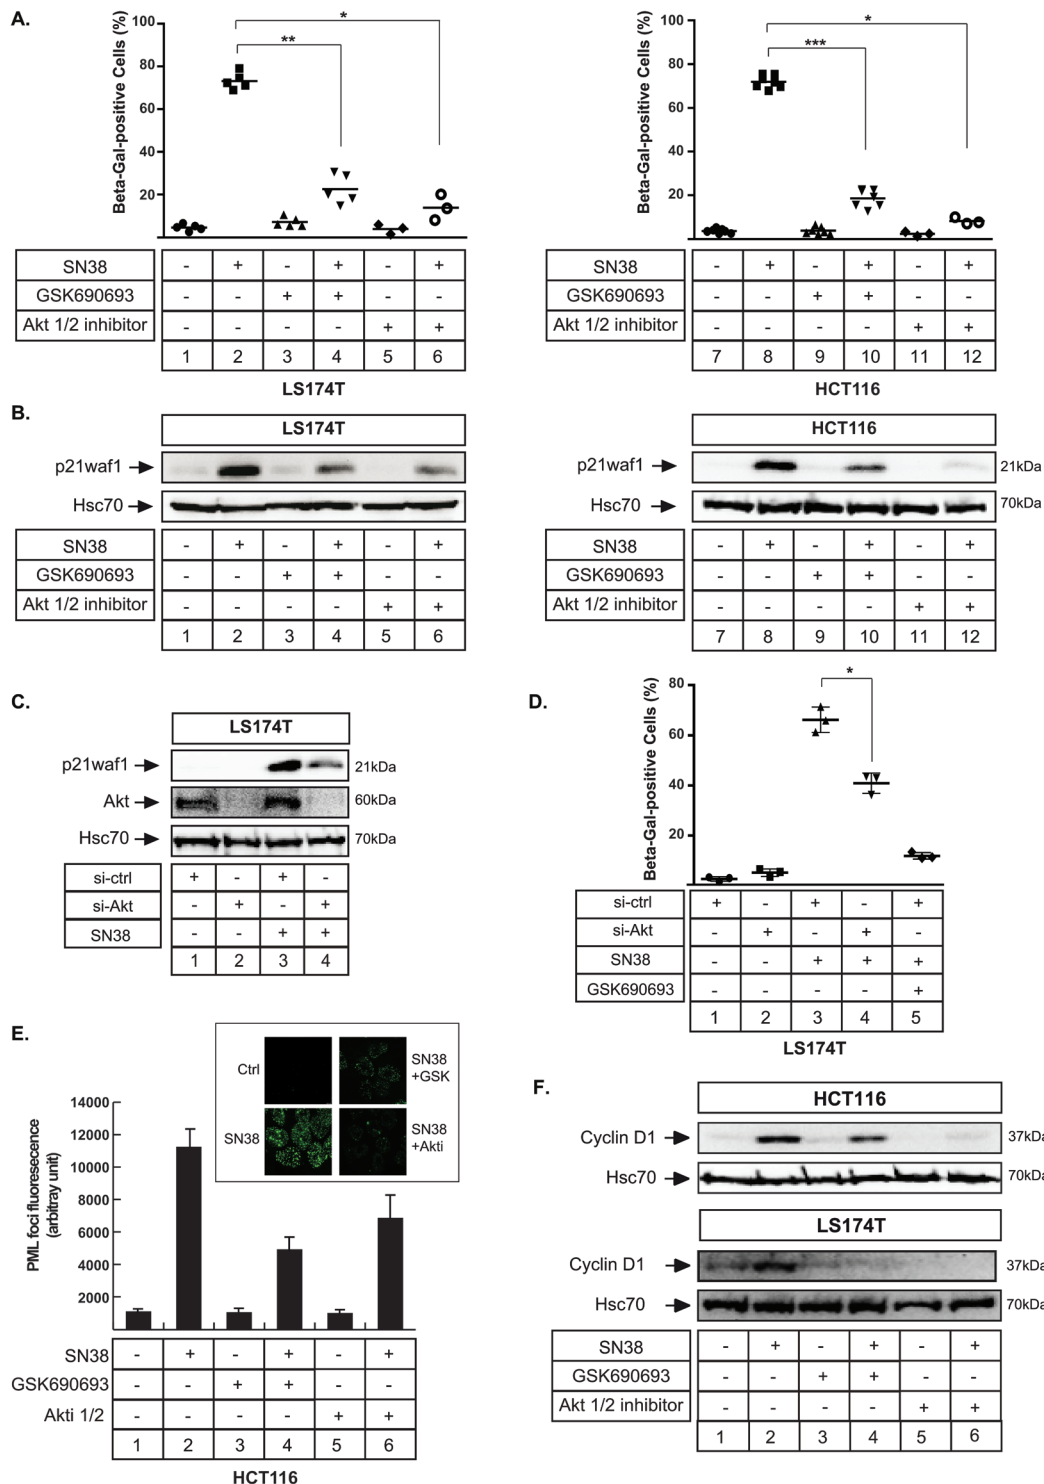 A.
Beta-Gal-positive Cells (%)
100
80
60
40
20
* 
**
SN38 - + - + - +
GSK690693 - - + + - -
Akt 1/2 inhibitor - - - - + +
1 2 3 4 5 6
LS174T
Beta-Gal-positive Cells (%)
100
80
60
40
20
*
***
SN38 - + - + - +
GSK690693 - - + + - -
Akt 1/2 inhibitor - - - - + +
7 8 9 10 11 12
HCT116
B.
LS174T
p21waf1
Hsc70
SN38 - + - + - +
GSK690693 - - + + - -
Akt 1/2 inhibitor - - - - + +
1 2 3 4 5 6
HCT116
p21waf1 21kDa
Hsc70 70kDa
SN38 - + - + - +
GSK690693 - - + + - -
Akt 1/2 inhibitor - - - - + +
7 8 9 10 11 12
C.
LS174T
p21waf1 21kDa
Akt 60kDa
Hsc70 70kDa
si-ctrl + - + -
si-Akt - + - +
SN38 - - + +
1 2 3 4
D.
Beta-Gal-positive Cells (%)
80
60
40
20
*
si-ctrl + - + - +
si-Akt - + - + -
SN38 - - + + +
GSK690693 - - - - +
1 2 3 4 5
LS174T
E.
PML foci fluoresecence
(arbitray unit)
14000
12000
10000
8000
6000
4000
2000
Ctrl
SN38
+GSK
SN38
SN38
+Akti
SN38 - + - + - +
GSK690693 - - + + - -
Akti 1/2 - - - - + +
1 2 3 4 5 6
HCT116
F.
HCT116
Cyclin D1 37kDa
Hsc70 70kDa
LS174T
Cyclin D1 37kDa
Hsc70 70kDa
SN38 - + - + - +
GSK690693 - - + + - -
Akt 1/2 inhibitor - - - - + +
1 2 3 4 5 6